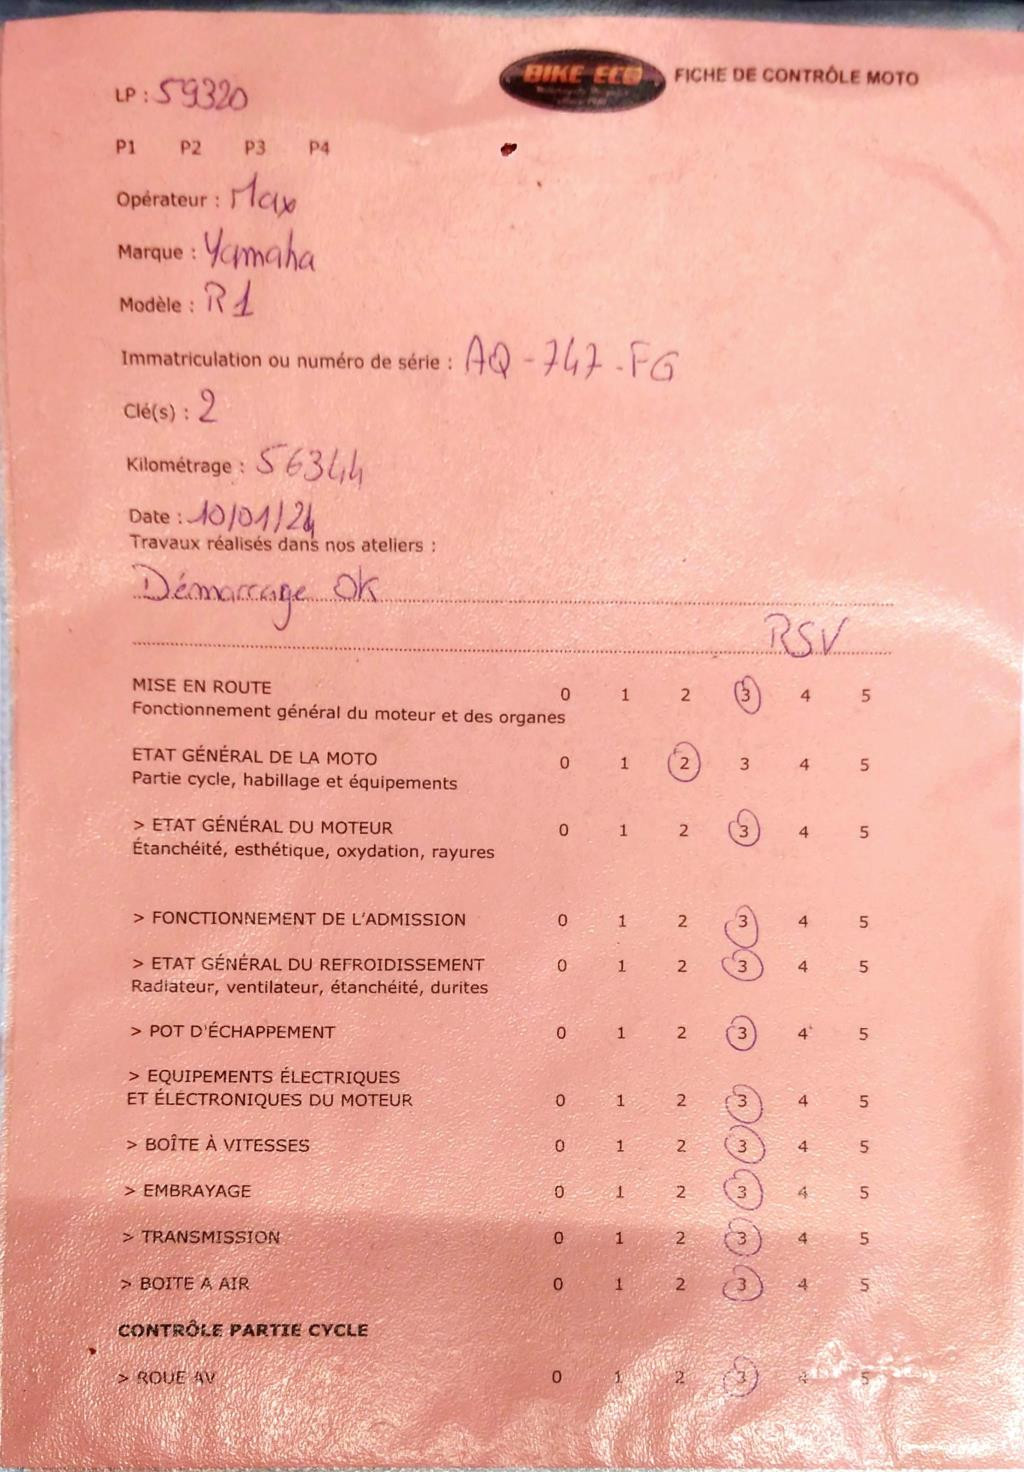 LP : 59320
BIKE ECO FICHE DE CONTRÔLE MOTO
P1 P2 P3 P4
Opérateur : Max
Marque : Yamaha
Modèle : R1
Immatriculation ou numéro de série : AQ-747-FG
Clé(s) : 2
Kilométrage : 56344
Date : 10/01/24
Travaux réalisés dans nos ateliers :
Démarrage OK
RSV
MISE EN ROUTE 0 1 2 3 4 5
Fonctionnement général du moteur et des organes
ETAT GÉNÉRAL DE LA MOTO 0 1 2 3 4 5
Partie cycle, habillage et équipements
> ETAT GÉNÉRAL DU MOTEUR 0 1 2 3 4 5
Étanchéité, esthétique, oxydation, rayures
> FONCTIONNEMENT DE L'ADMISSION 0 1 2 3 4 5
> ETAT GÉNÉRAL DU REFROIDISSEMENT 0 1 2 3 4 5
Radiateur, ventilateur, étanchéité, durites
> POT D'ÉCHAPPEMENT 0 1 2 3 4 5
> EQUIPEMENTS ÉLECTRIQUES
ET ÉLECTRONIQUES DU MOTEUR 0 1 2 3 4 5
> BOÎTE À VITESSES 0 1 2 3 4 5
> EMBRAYAGE 0 1 2 3 4 5
> TRANSMISSION 0 1 2 3 4 5
> BOITE A AIR 0 1 2 3 4 5
CONTRÔLE PARTIE CYCLE
> ROUE AV 0 1 2 3 4 5